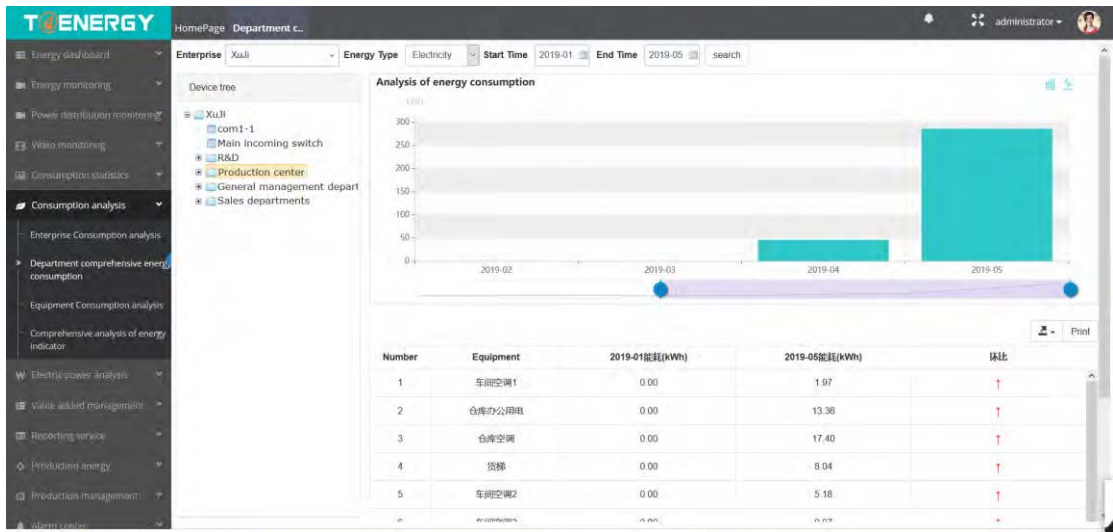 T@ENERGY
HomePage Department c...
administrator
Energy dashboard
Energy monitoring
Power distribution monitoring
Video monitoring
Consumption statistics
Consumption analysis
Enterprise Consumption analysis
Department comprehensive energy
consumption
Equipment Consumption analysis
Comprehensive analysis of energy
indicator
Electric power analysis
Value added management
Reporting service
Production energy
Production management
Alarm center
Enterprise XuJi Energy Type Electricity Start Time 2019-01 End Time 2019-05 search
Device tree
XuJi
com1-1
Main incoming switch
R&D
Production center
General management depart
Sales departments
Analysis of energy consumption
300
250
200
150
100
50
0
2019-02 2019-03 2019-04 2019-05
Print
Number Equipment 2019-01能耗(kWh) 2019-05能耗(kWh) 环比
1 车间空调1 0.00 1.97 ↑
2 仓库办公用电 0.00 13.36 ↑
3 仓库空调 0.00 17.40 ↑
4 货梯 0.00 8.04 ↑
5 车间空调2 0.00 5.18 ↑